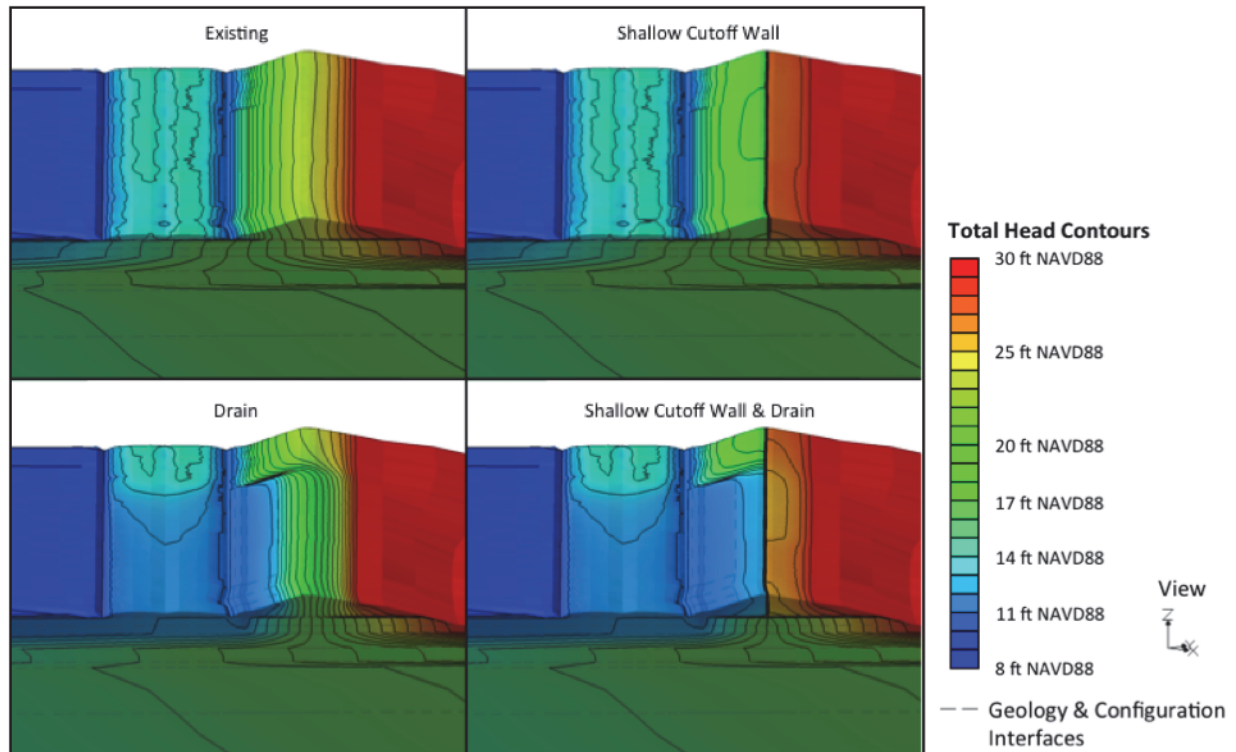 Existing
Shallow Cutoff Wall
Drain
Shallow Cutoff Wall & Drain
Total Head Contours
30 ft NAVD88
25 ft NAVD88
20 ft NAVD88
17 ft NAVD88
14 ft NAVD88
11 ft NAVD88
8 ft NAVD88
View
Z
X
Geology & Configuration
Interfaces